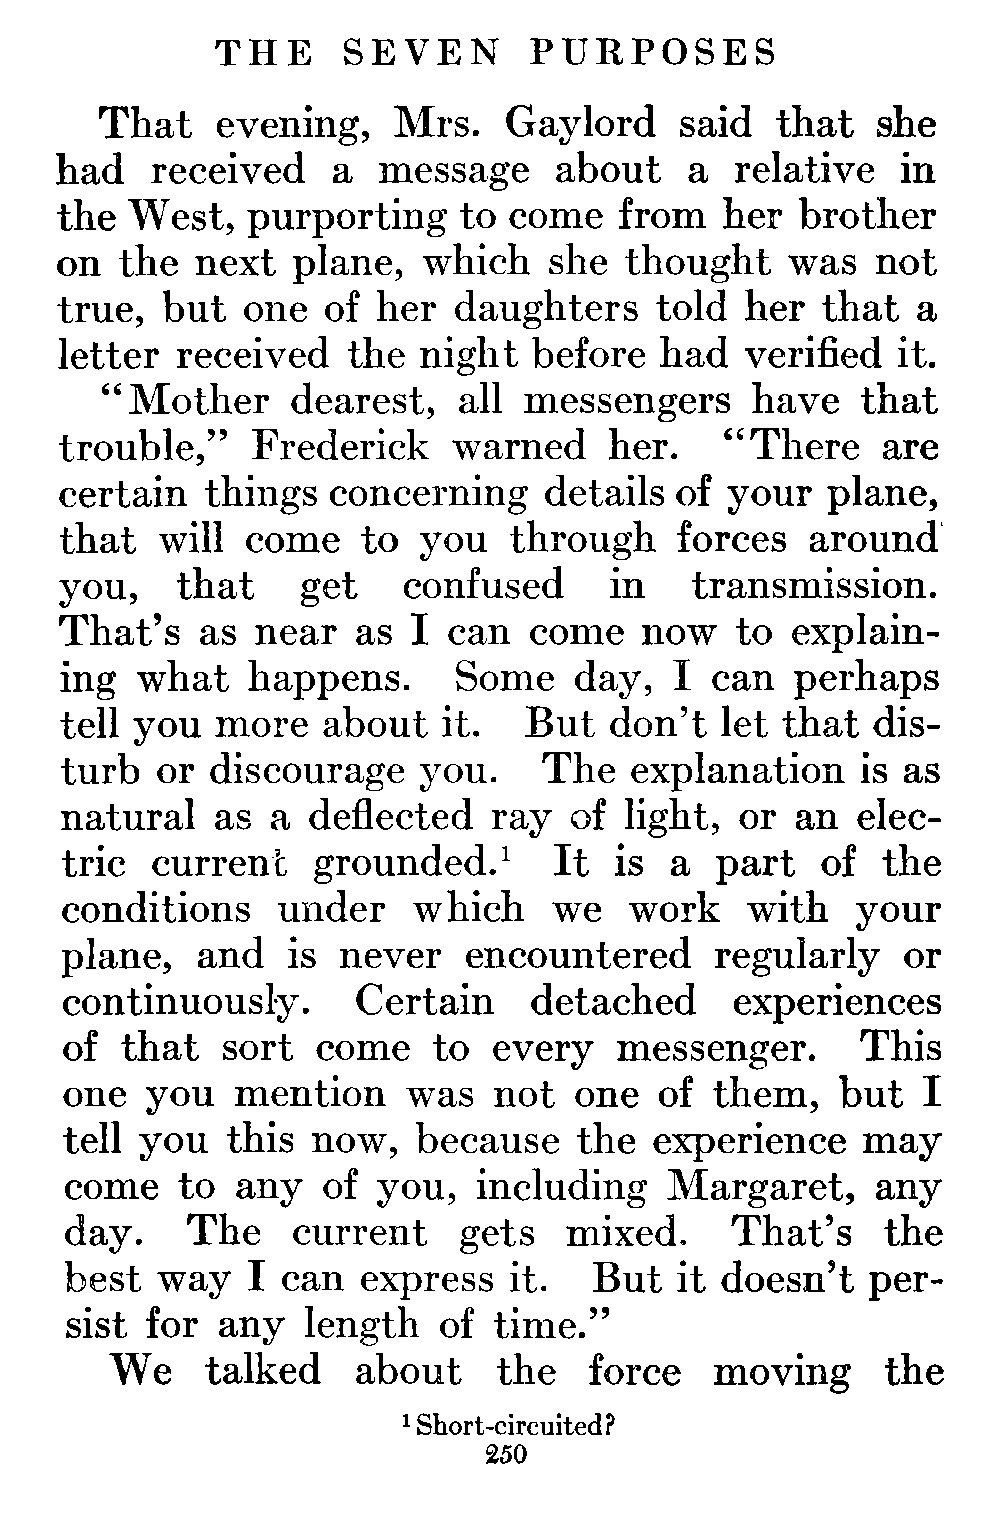 THE SEVEN PURPOSES
That evening, Mrs. Gaylord said that she
had received a message about a relative in
the West, purporting to come from her brother
on the next plane, which she thought was not
true, but one of her daughters told her that a
letter received the night before had verified it.
“Mother dearest, all messengers have that
trouble,” Frederick warned her. “There are
certain things concerning details of your plane,
that will come to you through forces around
you, that get confused in transmission.
That’s as near as I can come now to explain-
ing what happens. Some day, I can perhaps
tell you more about it. But don’t let that dis-
turb or discourage you. The explanation is as
natural as a deflected ray of light, or an elec-
tric current grounded.¹ It is a part of the
conditions under which we work with your
plane, and is never encountered regularly or
continuously. Certain detached experiences
of that sort come to every messenger. This
one you mention was not one of them, but I
tell you this now, because the experience may
come to any of you, including Margaret, any
day. The current gets mixed. That’s the
best way I can express it. But it doesn’t per-
sist for any length of time.”
We talked about the force moving the
¹ Short-circuited?
250